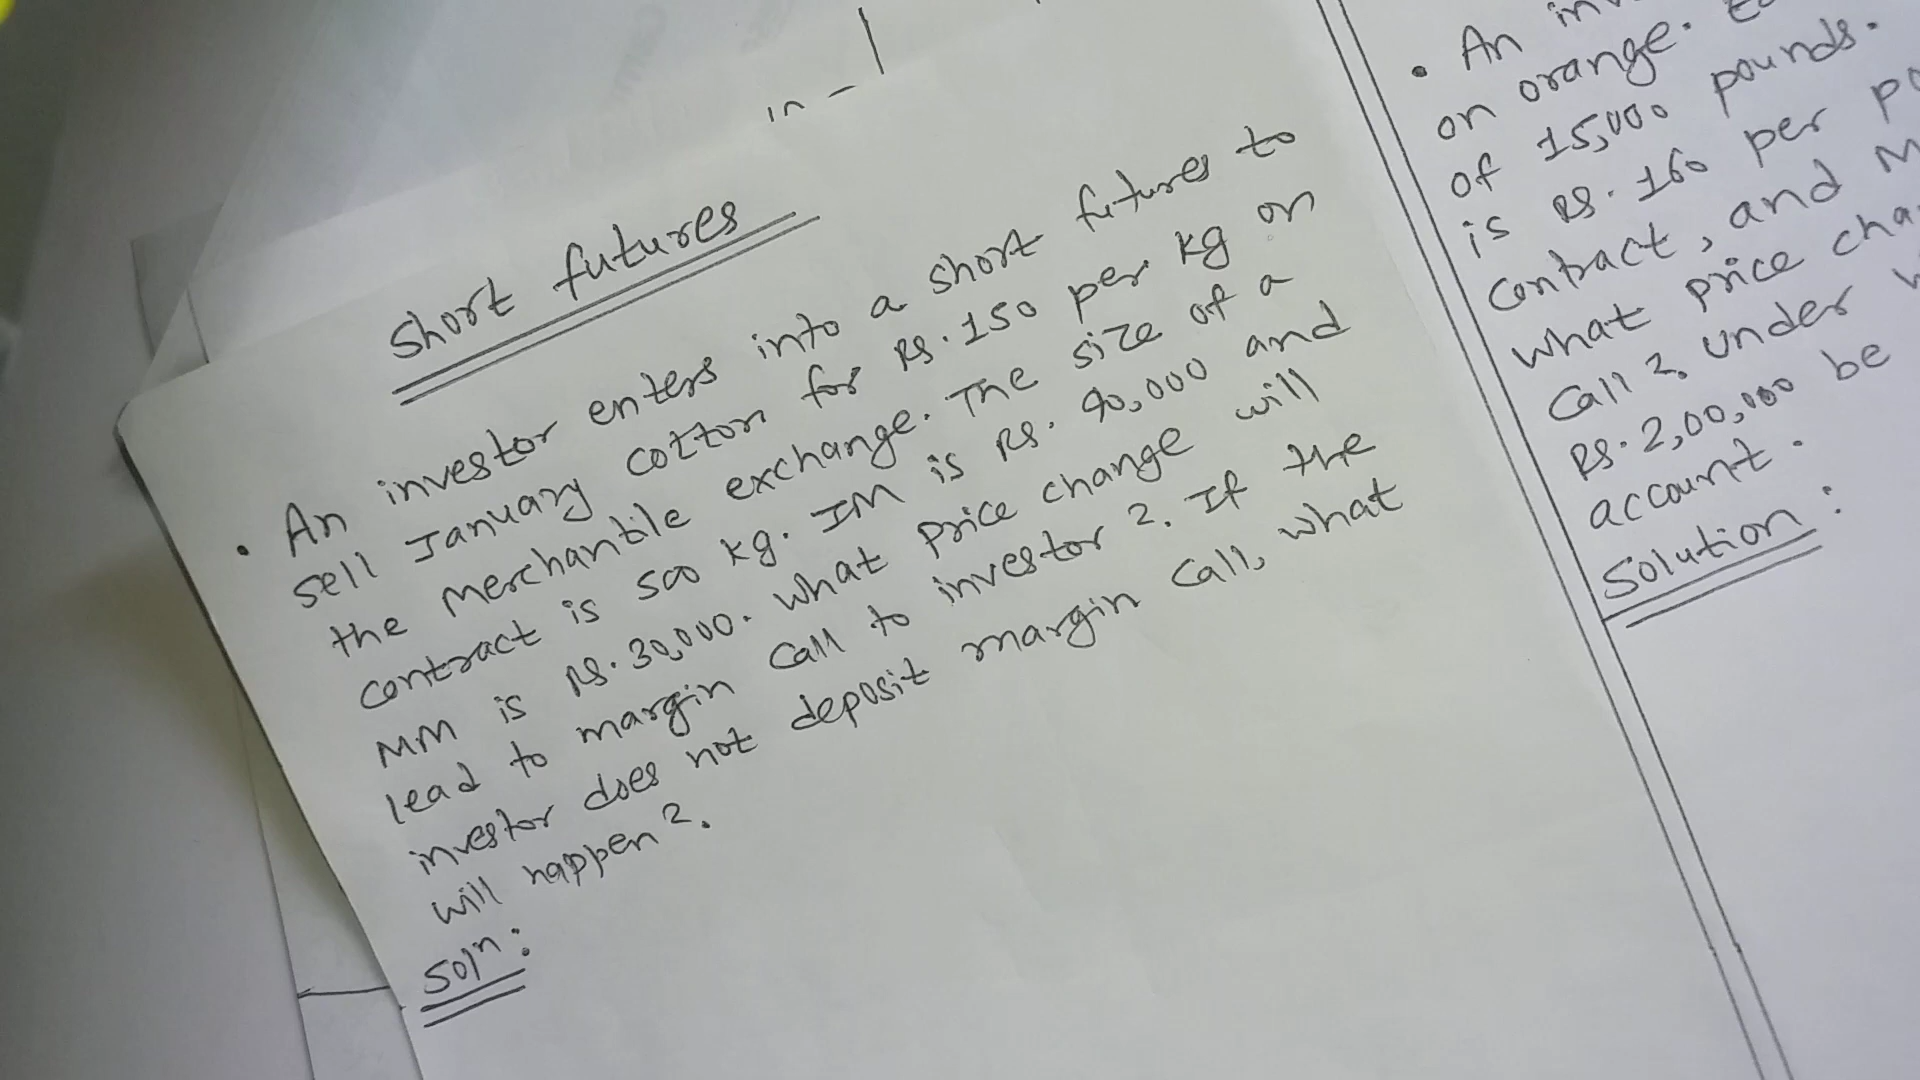 in -
Short futures
• An investor enters into a short futures to
sell January cotton for Rs. 150 per kg on
the merchantile exchange. The size of a
contract is 500 kg. IM is Rs. 90,000 and
MM is Rs. 30,000. What price change will
lead to margin call to investor ?. If the
investor does not deposit margin call, what
will happen ?.
Soln :
• An
on orange.
of 15,000 pounds.
is Rs. 160 per
contract, and
what price
call ?, under
Rs. 2,00,000 be
account.
Solution :